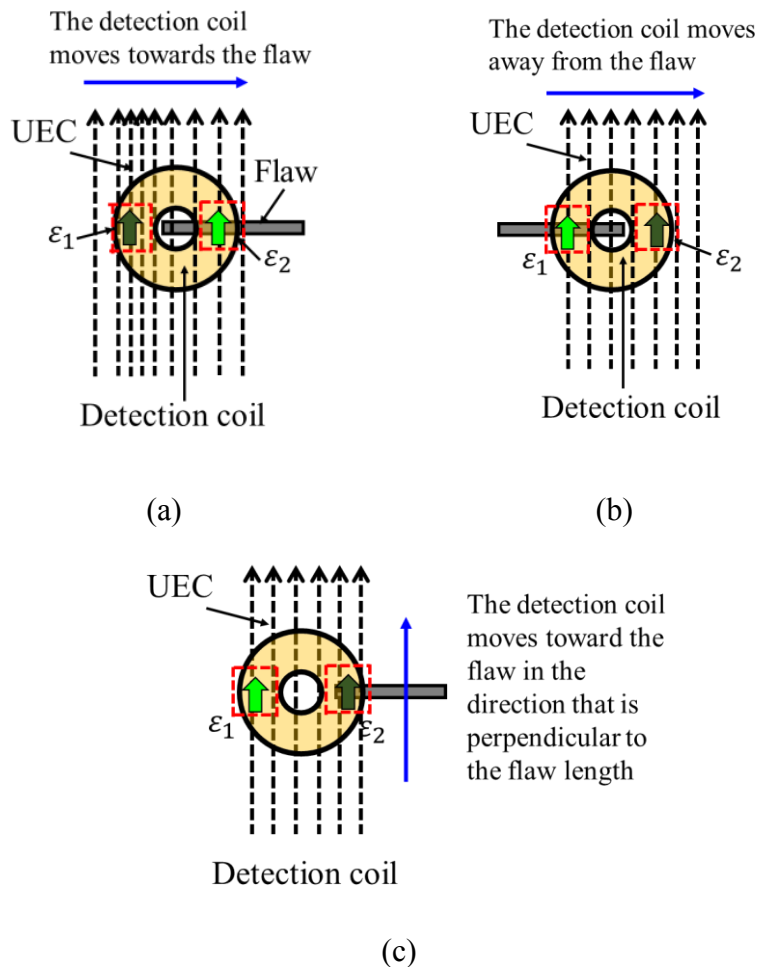 The detection coil
moves towards the flaw
UEC
Flaw
ε1
ε2
Detection coil
(a)
The detection coil moves
away from the flaw
UEC
ε1
ε2
Detection coil
(b)
UEC
ε1
ε2
The detection coil
moves toward the
flaw in the
direction that is
perpendicular to
the flaw length
Detection coil
(c)